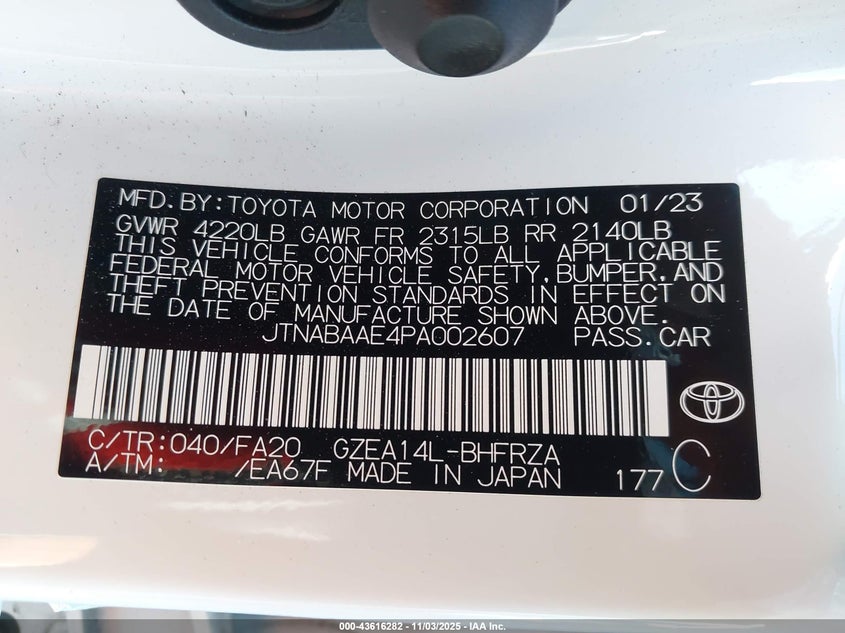 MFD.BY:TOYOTA MOTOR CORPORATION 01/23
GVWR 4220LB GAWR FR 2315LB RR 2140LB
THIS VEHICLE CONFORMS TO ALL APPLICABLE
FEDERAL MOTOR VEHICLE SAFETY,BUMPER,AND
THEFT PREVENTION STANDARDS IN EFFECT ON
THE DATE OF MANUFACTURE SHOWN ABOVE.
JTNABAAE4PA002607 PASS.CAR
C/TR:040/FA20 GZEA14L-BHFRZA
A/TM: /EA67F MADE IN JAPAN 177 C
000-43616282 - 11/03/2025 - IAA Inc.